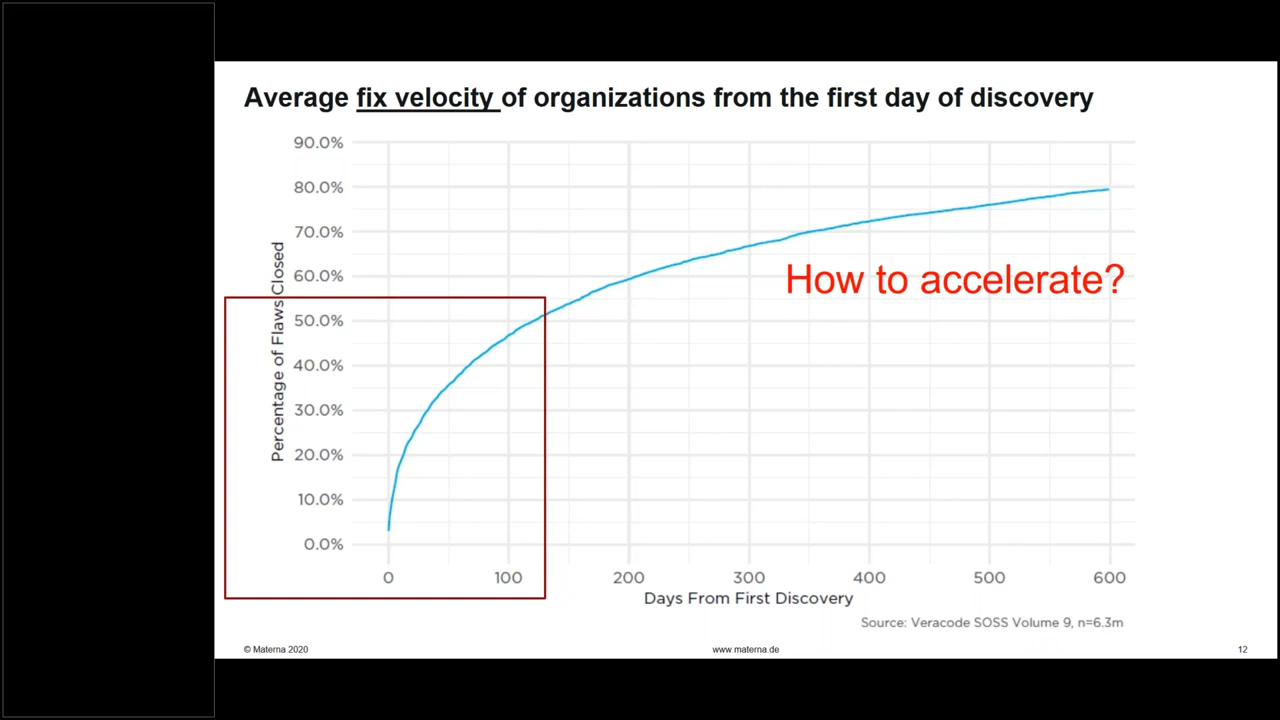 Average fix velocity of organizations from the first day of discovery
90.0%
80.0%
70.0%
60.0%
50.0%
40.0%
30.0%
20.0%
10.0%
0.0%
Percentage of Flaws Closed
How to accelerate?
0 100 200 300 400 500 600
Days From First Discovery
Source: Veracode SOSS Volume 9, n=6.3m
© Materna 2020 www.materna.de 12